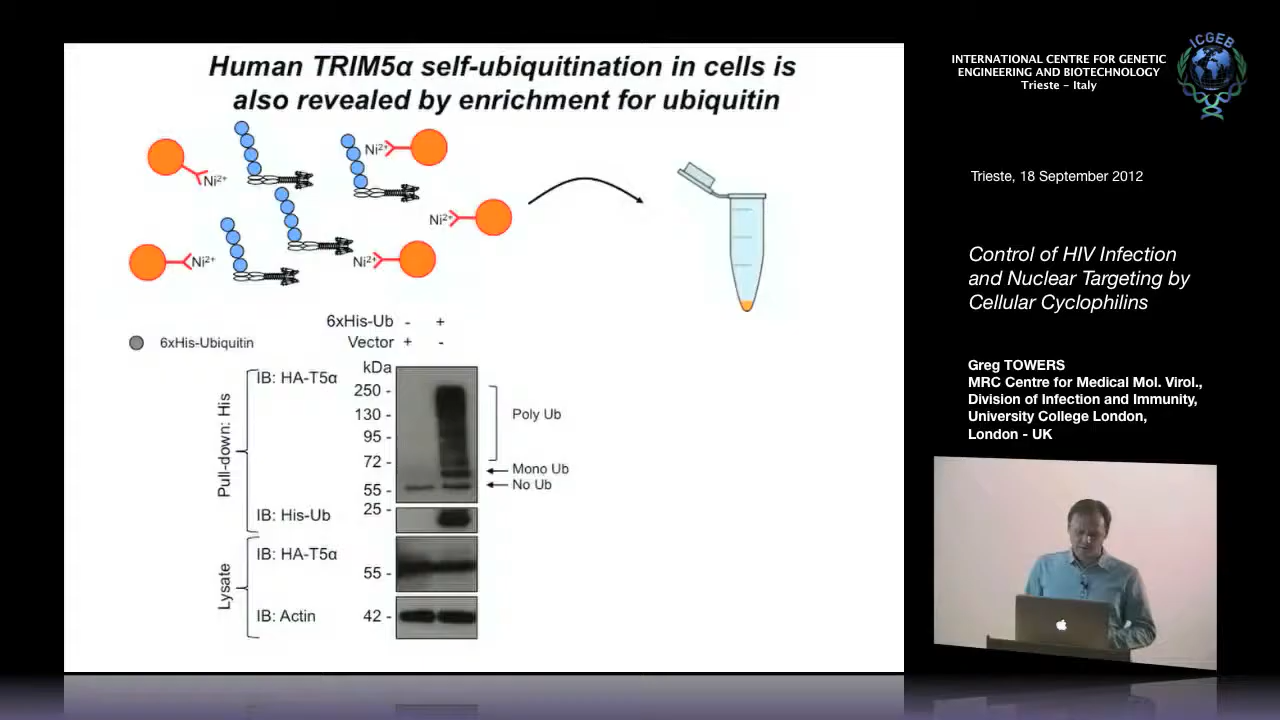 Human TRIM5α self-ubiquitination in cells is
also revealed by enrichment for ubiquitin
Ni2+
Ni2+
Ni2+
Ni2+
Ni2+
6xHis-Ubiquitin
6xHis-Ub - +
Vector + -
kDa
IB: HA-T5α
250 -
130 -
95 -
72 -
55 -
25 -
Poly Ub
Mono Ub
No Ub
Pull-down: His
IB: His-Ub
IB: HA-T5α
55 -
Lysate
IB: Actin
42 -
INTERNATIONAL CENTRE FOR GENETIC
ENGINEERING AND BIOTECHNOLOGY
Trieste - Italy
ICGEB
Trieste, 18 September 2012
Control of HIV Infection
and Nuclear Targeting by
Cellular Cyclophilins
Greg TOWERS
MRC Centre for Medical Mol. Virol.,
Division of Infection and Immunity,
University College London,
London - UK